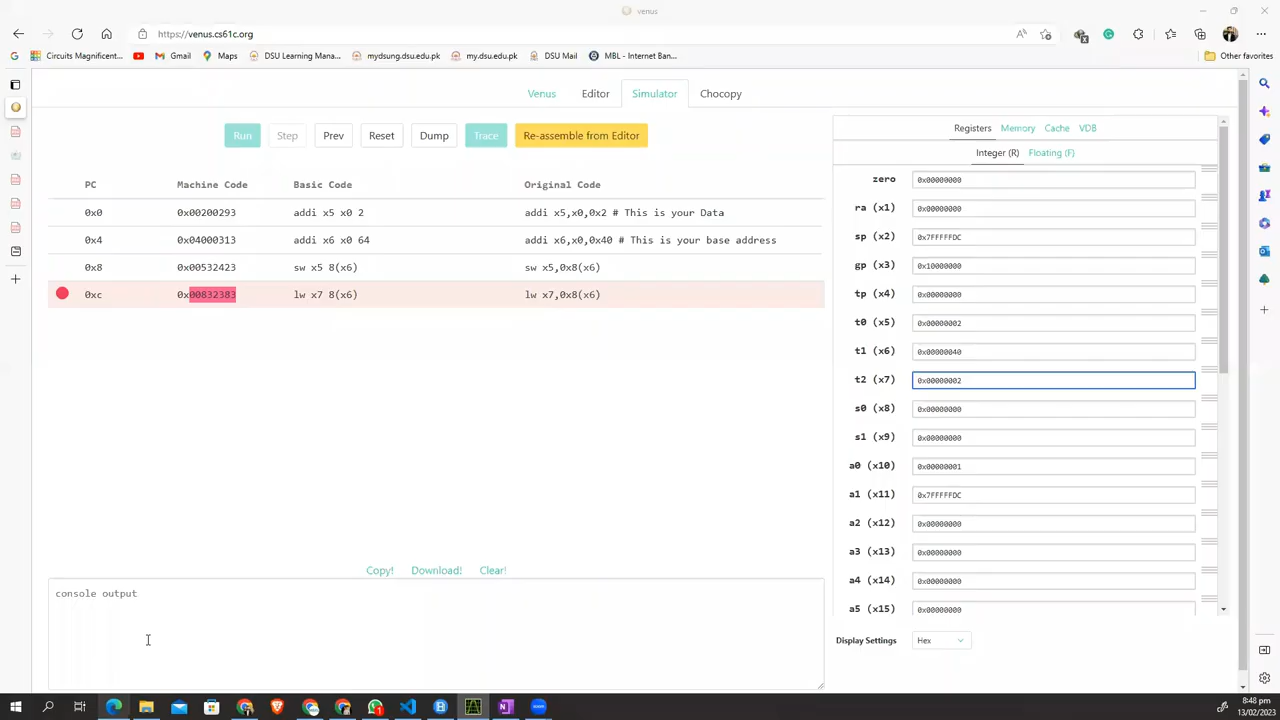 venus
https://venus.cs61c.org
Circuits Magnificent...
Gmail
Maps
DSU Learning Mana...
mydsung.dsu.edu.pk
my.dsu.edu.pk
DSU Mail
MBL - Internet Ban...
Other favorites
Venus Editor Simulator Chocopy
Run Step Prev Reset Dump Trace Re-assemble from Editor
PC Machine Code Basic Code Original Code
0x0 0x00200293 addi x5 x0 2 addi x5,x0,0x2 # This is your Data
0x4 0x04000313 addi x6 x0 64 addi x6,x0,0x40 # This is your base address
0x8 0x00532423 sw x5 8(x6) sw x5,0x8(x6)
0xc 0x00832383 lw x7 8(x6) lw x7,0x8(x6)
Copy! Download! Clear!
console output
Registers Memory Cache VDB
Integer (R) Floating (F)
zero 0x00000000
ra (x1) 0x00000000
sp (x2) 0x7FFFFFDC
gp (x3) 0x10000000
tp (x4) 0x00000000
t0 (x5) 0x00000002
t1 (x6) 0x00000040
t2 (x7) 0x00000002
s0 (x8) 0x00000000
s1 (x9) 0x00000000
a0 (x10) 0x00000001
a1 (x11) 0x7FFFFFDC
a2 (x12) 0x00000000
a3 (x13) 0x00000000
a4 (x14) 0x00000000
a5 (x15) 0x00000000
Display Settings Hex
8:48 pm
13/02/2023